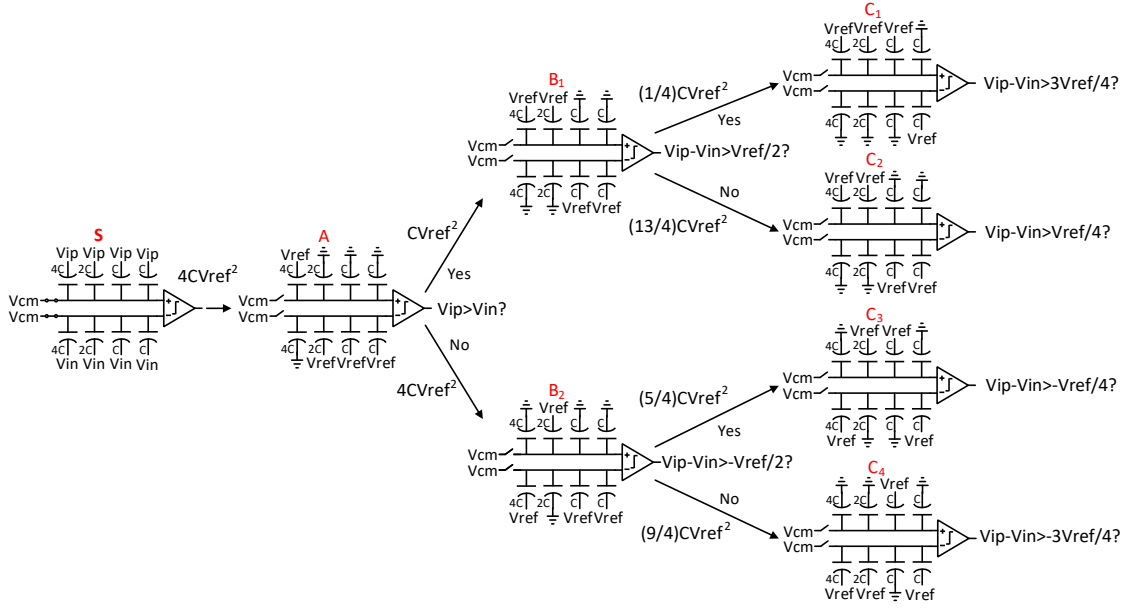 S
Vip Vip Vip Vip
4C 2C C C
Vcm
Vcm
+
-
4C 2C C C
Vin Vin Vin Vin
4CVref²
A
Vref
4C 2C C C
Vcm
Vcm
+
-
4C 2C C C
Vref Vref Vref
Vip>Vin?
CVref²
Yes
No
4CVref²
B₁
Vref Vref
4C 2C C C
Vcm
Vcm
+
-
4C 2C C C
Vref Vref
Vip-Vin>Vref/2?
(1/4)CVref²
Yes
No
(13/4)CVref²
B₂
Vref
4C 2C C C
Vcm
Vcm
+
-
4C 2C C C
Vref Vref Vref
Vip-Vin>-Vref/2?
(5/4)CVref²
Yes
No
(9/4)CVref²
C₁
Vref Vref Vref
4C 2C C C
Vcm
Vcm
+
-
4C 2C C C
Vref
Vip-Vin>3Vref/4?
C₂
Vref Vref
4C 2C C C
Vcm
Vcm
+
-
4C 2C C C
Vref Vref
Vip-Vin>Vref/4?
C₃
Vref Vref
4C 2C C C
Vcm
Vcm
+
-
4C 2C C C
Vref Vref
Vip-Vin>-Vref/4?
C₄
Vref
4C 2C C C
Vcm
Vcm
+
-
4C 2C C C
Vref Vref Vref
Vip-Vin>-3Vref/4?